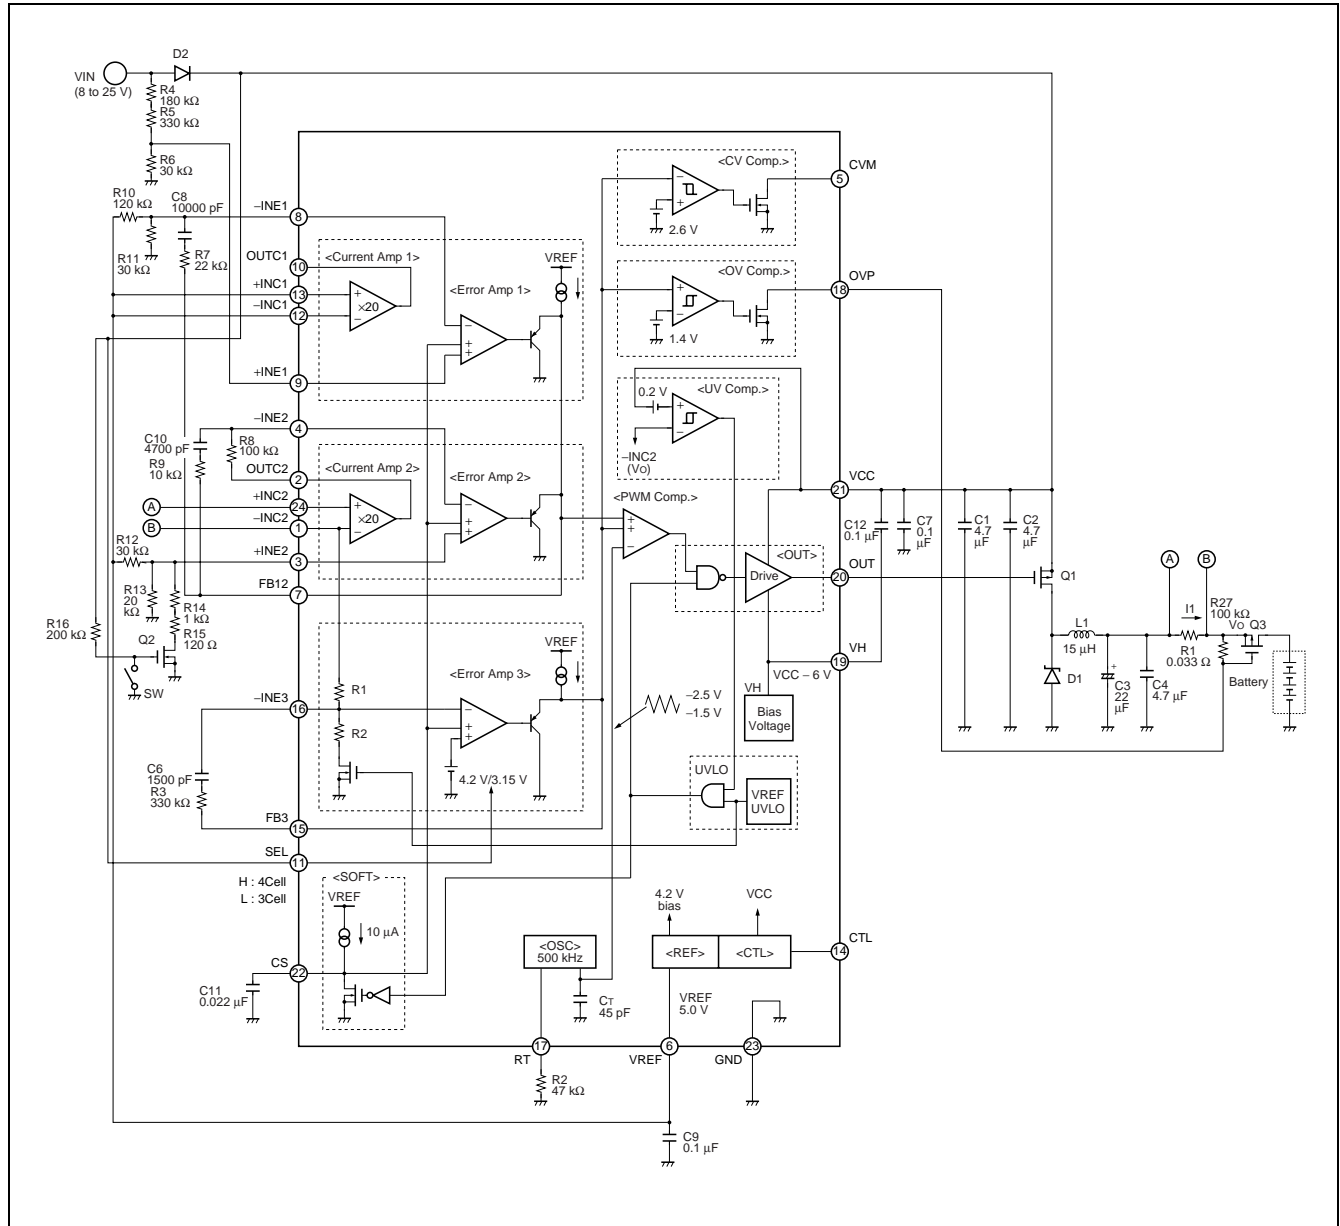 D2
VIN
(8 to 25 V)
R4
180 kΩ
R5
330 kΩ
R6
30 kΩ
R10
120 kΩ
C8
10000 pF
R11
30 kΩ
R7
22 kΩ
−INE1
8
OUTC1
10
+INC1
13
−INC1
12
+INE1
9
−INE2
4
C10
4700 pF
R8
100 kΩ
R9
10 kΩ
OUTC2
2
+INC2
A
24
−INC2
B
1
R12
30 kΩ
+INE2
3
FB12
7
R13
20
kΩ
R14
1 kΩ
R15
120 Ω
R16
200 kΩ
Q2
SW
−INE3
16
C6
1500 pF
R3
330 kΩ
FB3
15
SEL
11
H : 4Cell
L : 3Cell
CS
22
C11
0.022 μF
<Current Amp 1>
×20
+
−
<Error Amp 1>
−
+
+
VREF
<Current Amp 2>
×20
+
−
<Error Amp 2>
−
+
+
<Error Amp 3>
VREF
R1
R2
−
+
+
4.2 V/3.15 V
<SOFT>
VREF
10 μA
<CV Comp.>
−
+
2.6 V
CVM
5
<OV Comp.>
+
−
1.4 V
OVP
18
<UV Comp.>
0.2 V
+
−
−INC2
(VO)
<PWM Comp.>
+
+
−
<OUT>
Drive
VCC
21
OUT
20
VH
19
VCC − 6 V
VH
Bias
Voltage
−2.5 V
−1.5 V
UVLO
VREF
UVLO
<OSC>
500 kHz
CT
45 pF
4.2 V
bias
VCC
<REF>
<CTL>
CTL
14
VREF
5.0 V
17
RT
6
VREF
23
GND
R2
47 kΩ
C9
0.1 μF
C12
0.1 μF
C7
0.1
μF
C1
4.7
μF
C2
4.7
μF
Q1
A
B
L1
15 μH
I1
R27
100 kΩ
VO
Q3
R1
0.033 Ω
D1
+
C3
22
μF
C4
4.7 μF
Battery